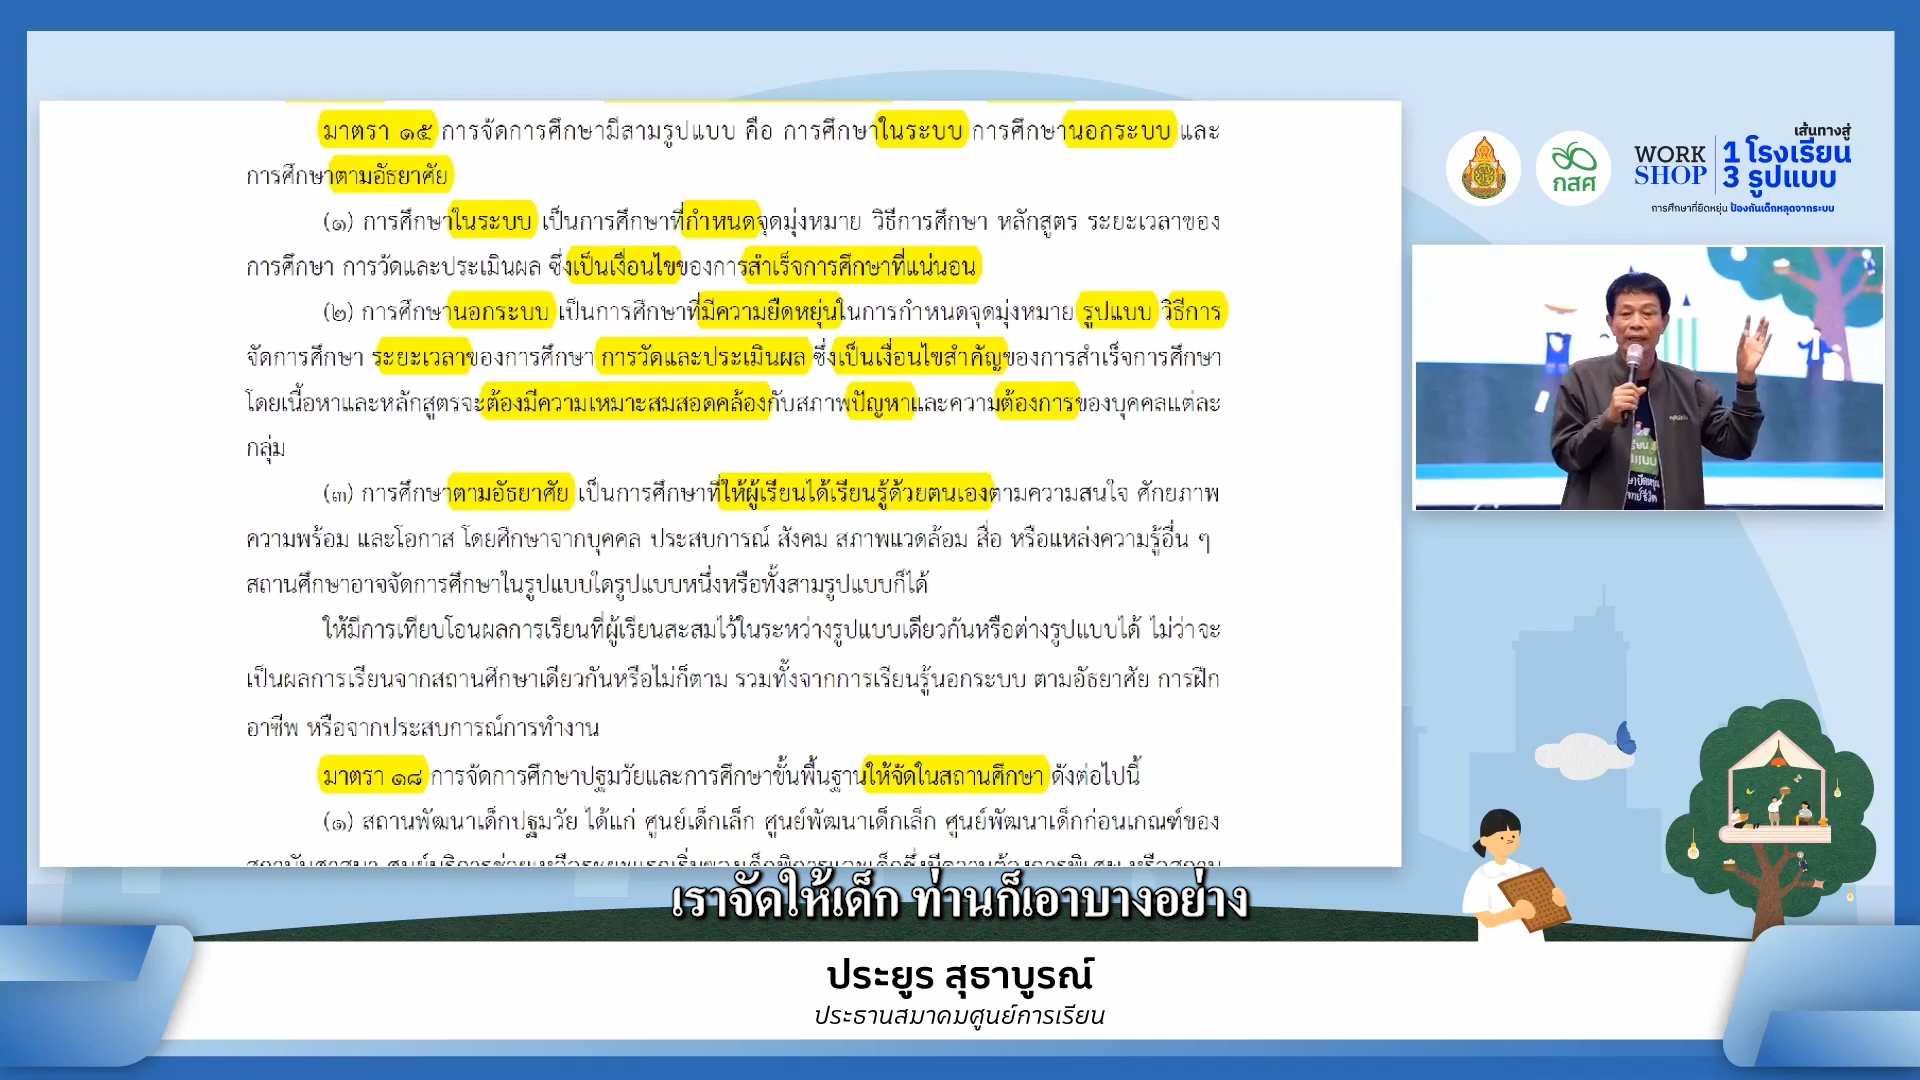 มาตรา ๑๕ การจัดการศึกษามีสามรูปแบบ คือ การศึกษาในระบบ การศึกษานอกระบบ และ
การศึกษาตามอัธยาศัย
(๑) การศึกษาในระบบ เป็นการศึกษาที่กำหนดจุดมุ่งหมาย วิธีการศึกษา หลักสูตร ระยะเวลาของ
การศึกษา การวัดและประเมินผล ซึ่งเป็นเงื่อนไขของการสำเร็จการศึกษาที่แน่นอน
(๒) การศึกษานอกระบบ เป็นการศึกษาที่มีความยืดหยุ่นในการกำหนดจุดมุ่งหมาย รูปแบบ วิธีการ
จัดการศึกษา ระยะเวลาของการศึกษา การวัดและประเมินผล ซึ่งเป็นเงื่อนไขสำคัญของการสำเร็จการศึกษา
โดยเนื้อหาและหลักสูตรจะต้องมีความเหมาะสมสอดคล้องกับสภาพปัญหาและความต้องการของบุคคลแต่ละ
กลุ่ม
(๓) การศึกษาตามอัธยาศัย เป็นการศึกษาที่ให้ผู้เรียนได้เรียนรู้ด้วยตนเองตามความสนใจ ศักยภาพ
ความพร้อม และโอกาส โดยศึกษาจากบุคคล ประสบการณ์ สังคม สภาพแวดล้อม สื่อ หรือแหล่งความรู้อื่น ๆ
สถานศึกษาอาจจัดการศึกษาในรูปแบบใดรูปแบบหนึ่งหรือทั้งสามรูปแบบก็ได้
ให้มีการเทียบโอนผลการเรียนที่ผู้เรียนสะสมไว้ในระหว่างรูปแบบเดียวกันหรือต่างรูปแบบได้ ไม่ว่าจะ
เป็นผลการเรียนจากสถานศึกษาเดียวกันหรือไม่ก็ตาม รวมทั้งจากการเรียนรู้นอกระบบ ตามอัธยาศัย การฝึก
อาชีพ หรือจากประสบการณ์การทำงาน
มาตรา ๑๘ การจัดการศึกษาปฐมวัยและการศึกษาขั้นพื้นฐานให้จัดในสถานศึกษา ดังต่อไปนี้
(๑) สถานพัฒนาเด็กปฐมวัย ได้แก่ ศูนย์เด็กเล็ก ศูนย์พัฒนาเด็กเล็ก ศูนย์พัฒนาเด็กก่อนเกณฑ์ของ
กสศ
WORK
SHOP
เส้นทางสู่
1 โรงเรียน
3 รูปแบบ
การศึกษาที่ยืดหยุ่น ป้องกันเด็กหลุดจากระบบ
เราจัดให้เด็ก ท่านก็เอาบางอย่าง
ประยูร สุธาบูรณ์
ประธานสมาคมศูนย์การเรียน